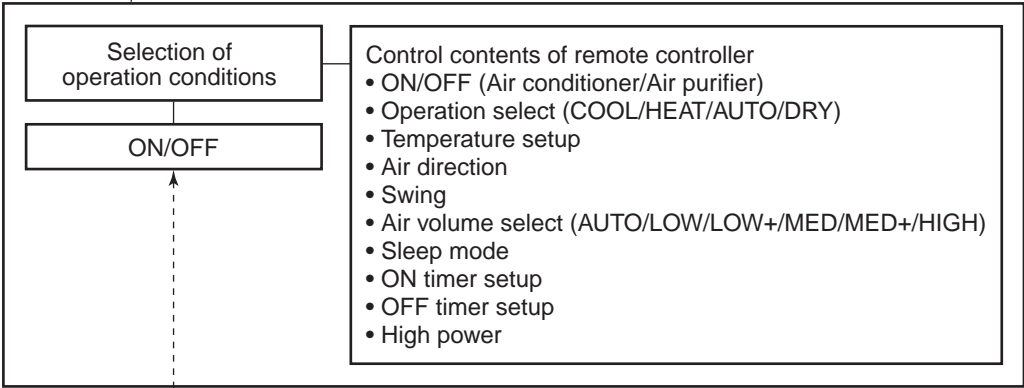 Selection of
operation conditions
ON/OFF
Control contents of remote controller
• ON/OFF (Air conditioner/Air purifier)
• Operation select (COOL/HEAT/AUTO/DRY)
• Temperature setup
• Air direction
• Swing
• Air volume select (AUTO/LOW/LOW+/MED/MED+/HIGH)
• Sleep mode
• ON timer setup
• OFF timer setup
• High power